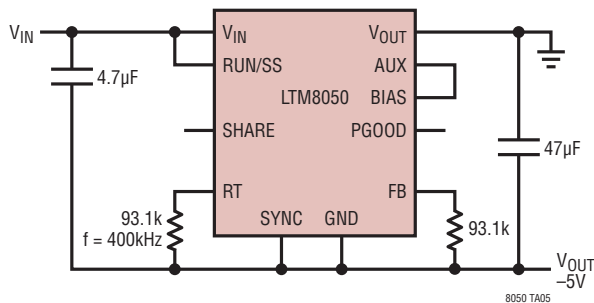 VIN
VIN
VOUT
RUN/SS
AUX
4.7µF
LTM8050
BIAS
SHARE
PGOOD
47µF
RT
FB
93.1k
f = 400kHz
SYNC
GND
93.1k
VOUT
–5V
8050 TA05